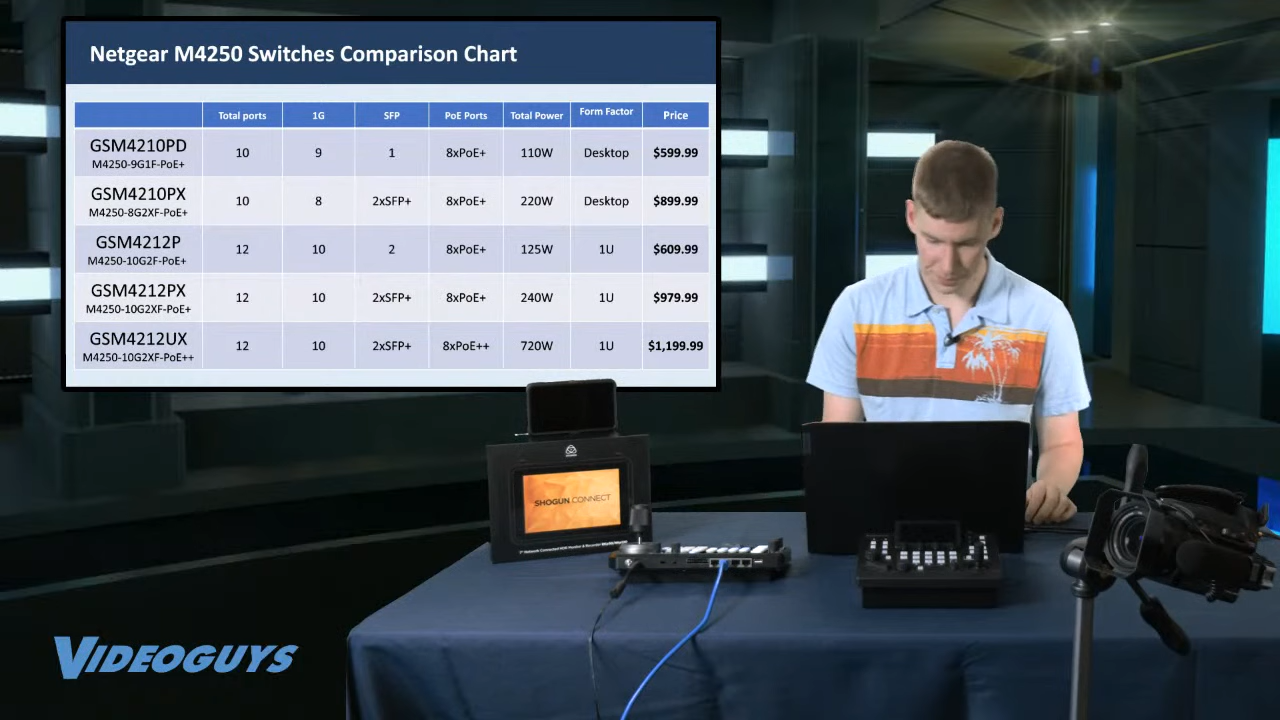 Netgear M4250 Switches Comparison Chart
Total ports 1G SFP PoE Ports Total Power Form Factor Price
GSM4210PD
M4250-9G1F-PoE+
10 9 1 8xPoE+ 110W Desktop $599.99
GSM4210PX
M4250-8G2XF-PoE+
10 8 2xSFP+ 8xPoE+ 220W Desktop $899.99
GSM4212P
M4250-10G2F-PoE+
12 10 2 8xPoE+ 125W 1U $609.99
GSM4212PX
M4250-10G2XF-PoE+
12 10 2xSFP+ 8xPoE+ 240W 1U $979.99
GSM4212UX
M4250-10G2XF-PoE++
12 10 2xSFP+ 8xPoE++ 720W 1U $1,199.99
SHOGUN CONNECT
VIDEOGUYS